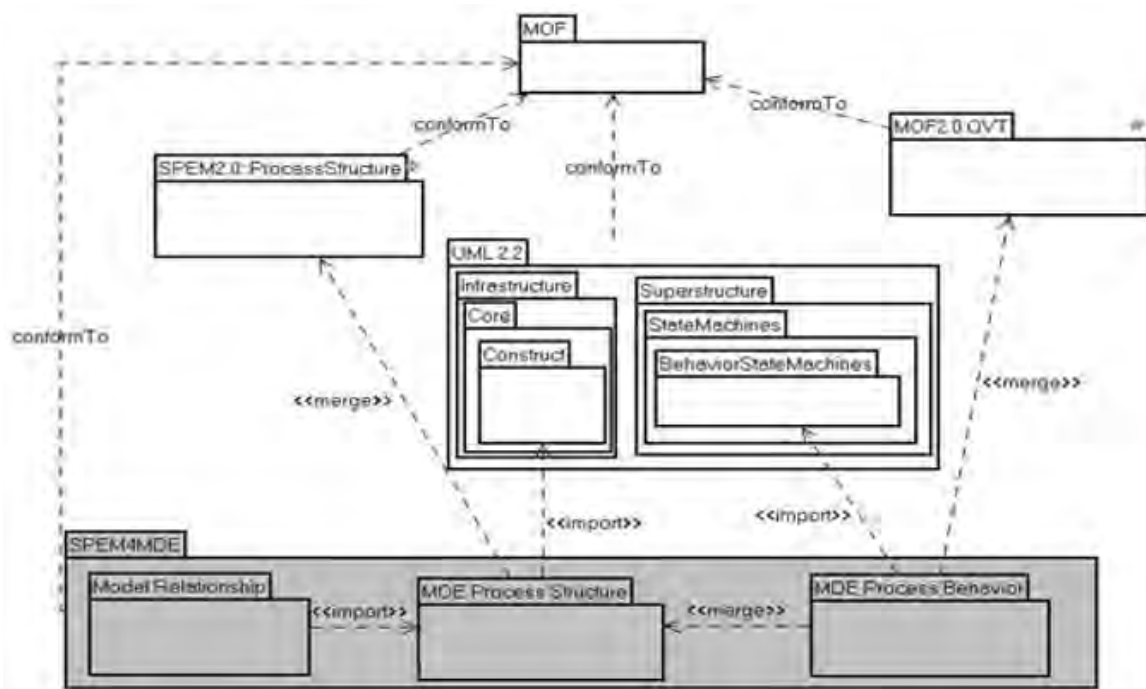 MOF
conformTo
conformTo
MOF2.0.QVT
SPEM2.0::ProcessStructure
conformTo
UML 2.2
Infrastructure
Superstructure
Core
StateMachines
conformTo
Construct
BehaviorStateMachines
<<merge>>
<<merge>>
<<import>>
<<import>>
SPEM4MDE
Model Relationship
MDE Process Structure
MDE Process Behavior
<<import>>
<<merge>>